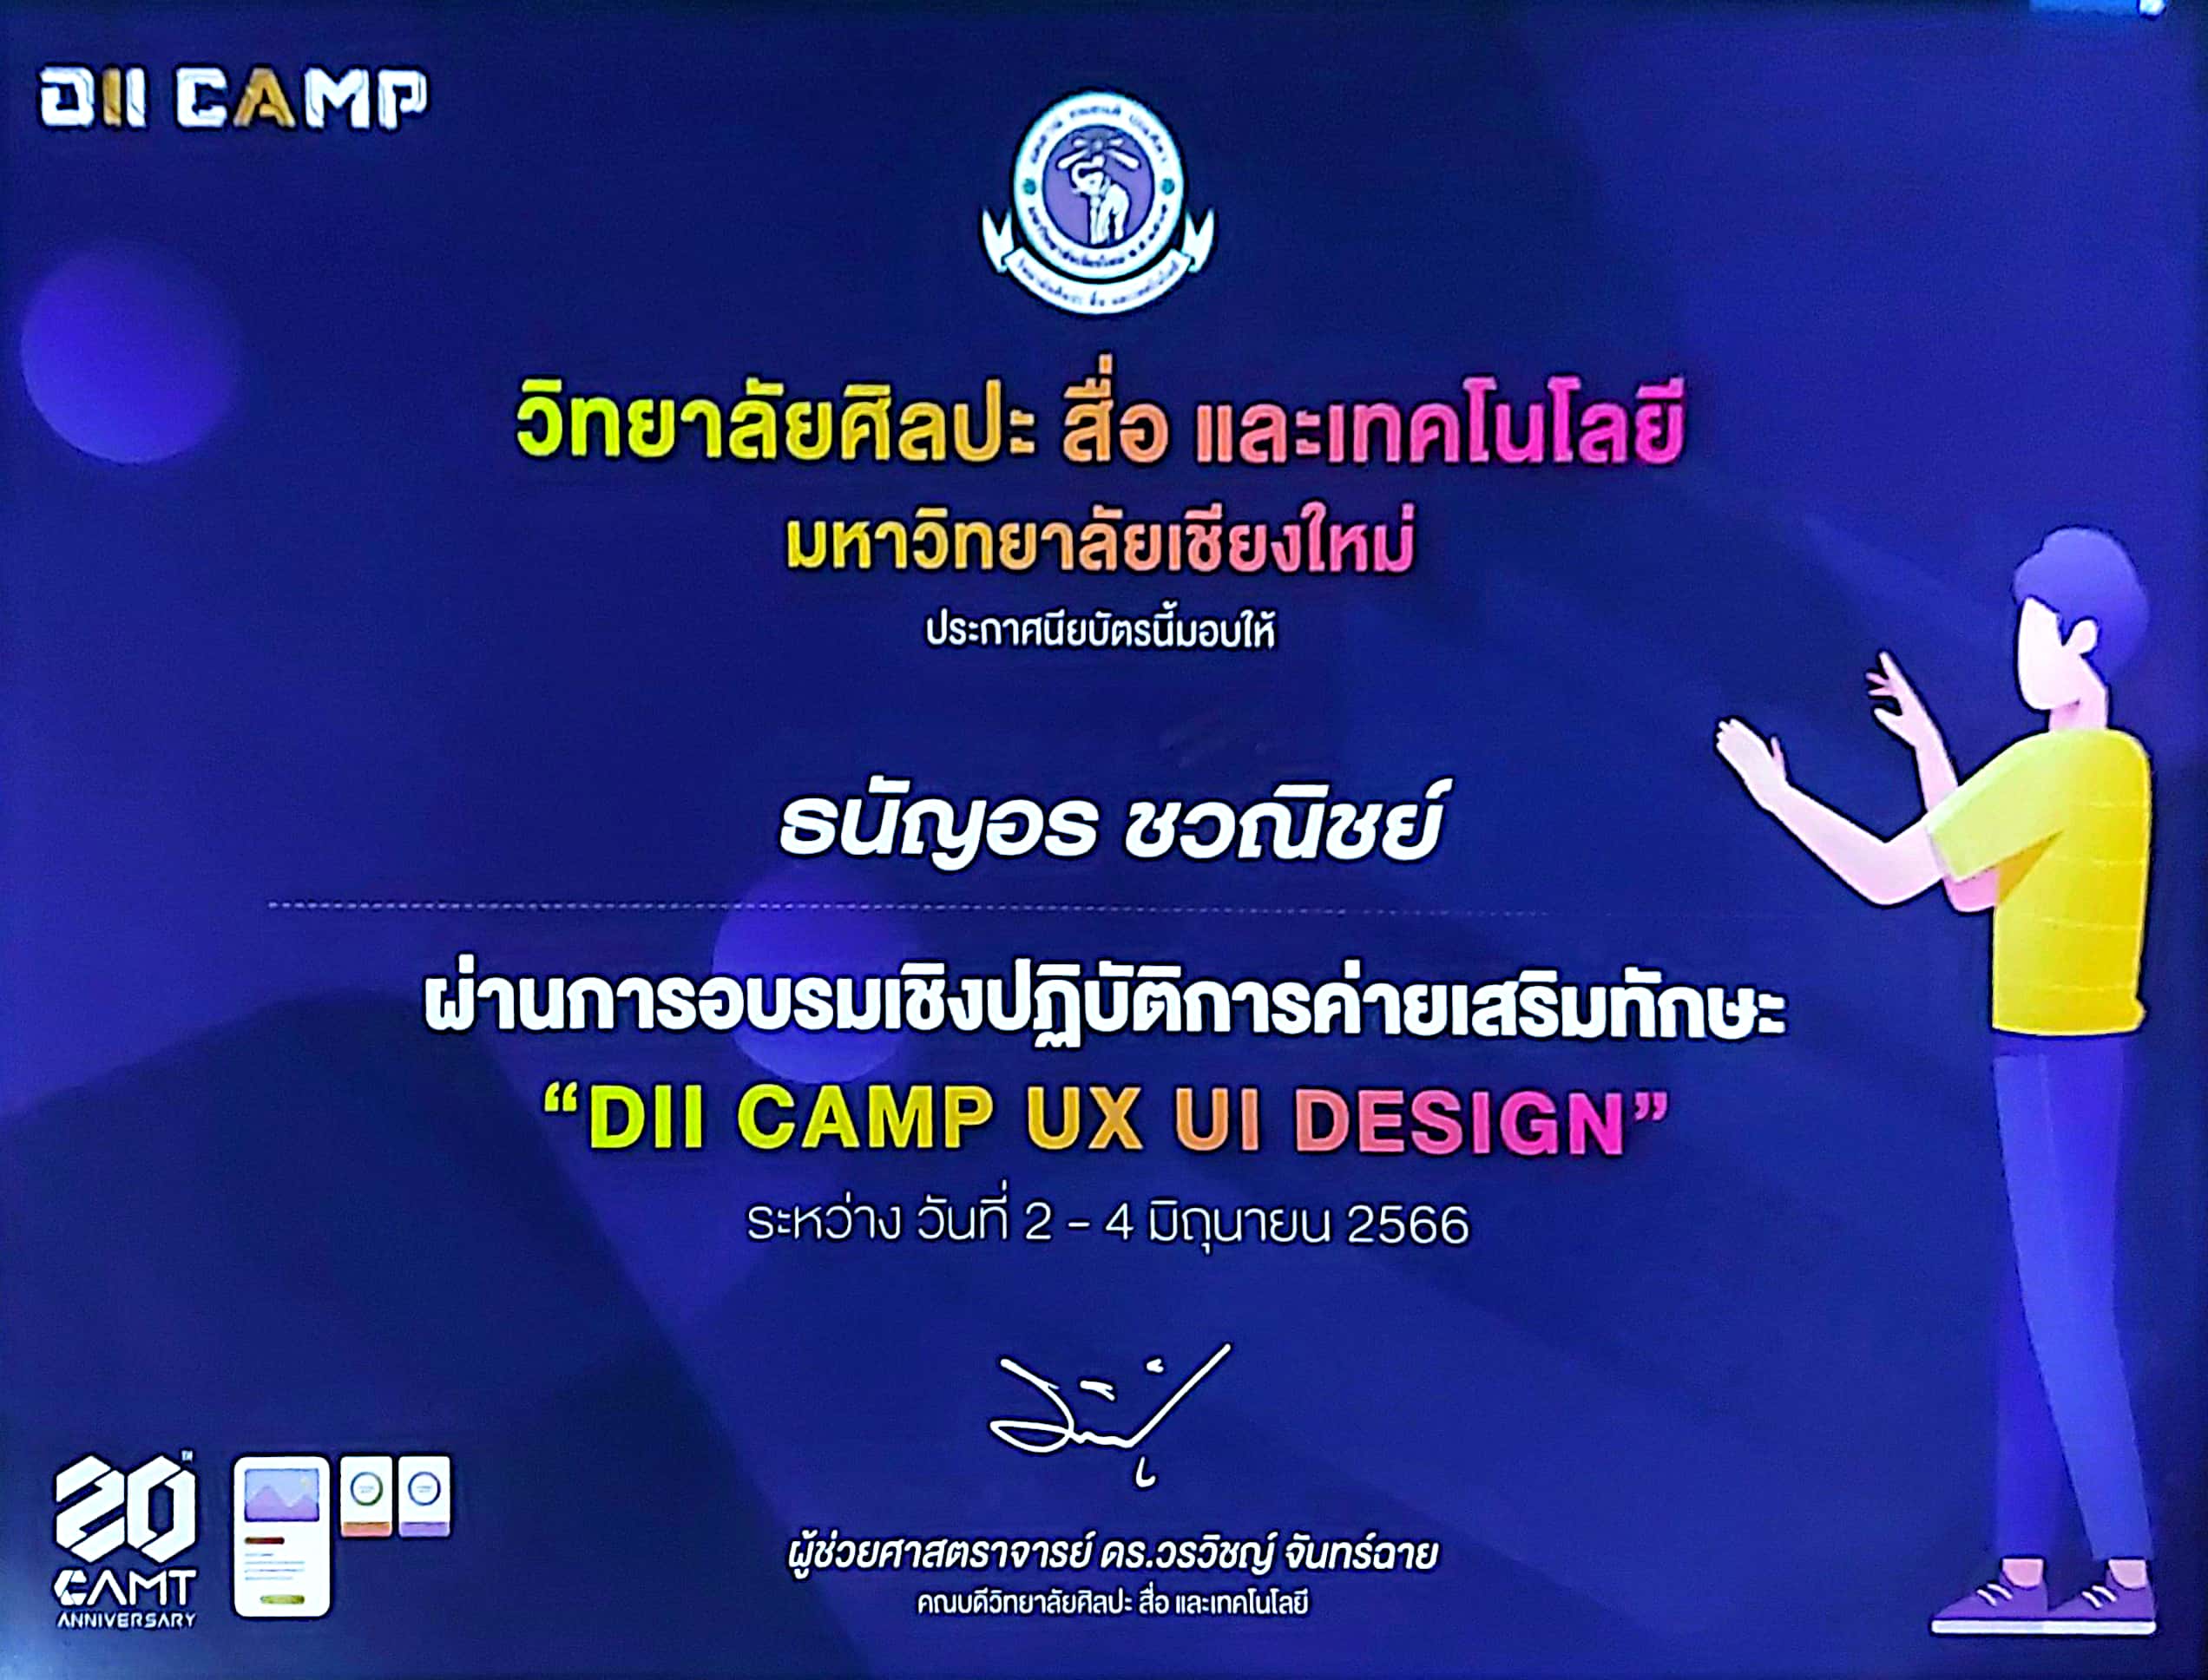 DII CAMP
วิทยาลัยศิลปะ สื่อ และเทคโนโลยี
มหาวิทยาลัยเชียงใหม่
ประกาศนียบัตรนี้มอบให้
ธนัญอร ชวณิชย์
ผ่านการอบรมเชิงปฏิบัติการค่ายเสริมทักษะ
“DII CAMP UX UI DESIGN”
ระหว่าง วันที่ 2 - 4 มิถุนายน 2566
ผู้ช่วยศาสตราจารย์ ดร.วรวิชญ์ จันทร์ฉาย
คณบดีวิทยาลัยศิลปะ สื่อ และเทคโนโลยี
20
CAMT
ANNIVERSARY